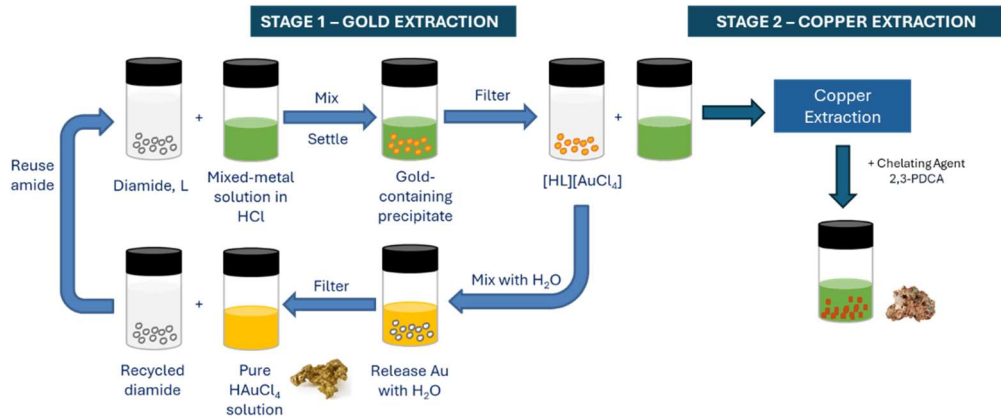 STAGE 1 – GOLD EXTRACTION
STAGE 2 – COPPER EXTRACTION
Mix
Settle
Filter
+
+
Copper
Extraction
Reuse
amide
Diamide, L
Mixed-metal
solution in
HCl
Gold-
containing
precipitate
[HL][AuCl₄]
+ Chelating Agent
2,3-PDCA
Mix with H₂O
Filter
+
Recycled
diamide
Pure
HAuCl₄
solution
Release Au
with H₂O